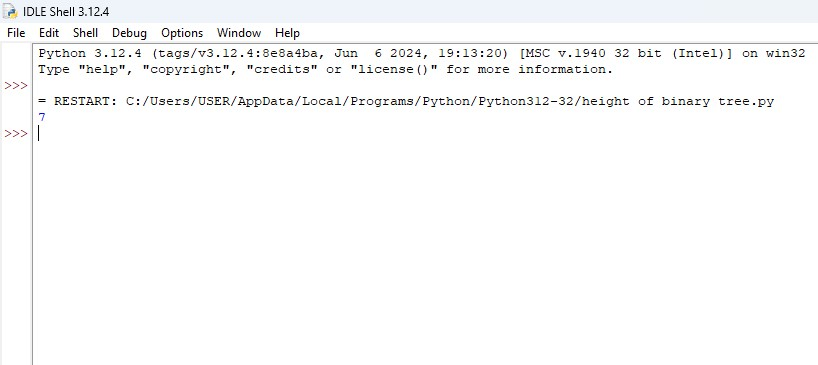 IDLE Shell 3.12.4
File Edit Shell Debug Options Window Help
Python 3.12.4 (tags/v3.12.4:8e8a4ba, Jun  6 2024, 19:13:20) [MSC v.1940 32 bit (Intel)] on win32
Type "help", "copyright", "credits" or "license()" for more information.
>>>
= RESTART: C:/Users/USER/AppData/Local/Programs/Python/Python312-32/height of binary tree.py
7
>>>